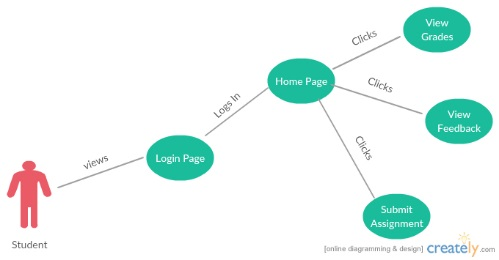 View
Grades
Clicks
Home Page
Clicks
Logs In
View
Feedback
Clicks
Login Page
views
Submit
Assignment
Student
[online diagramming & design] creately.com